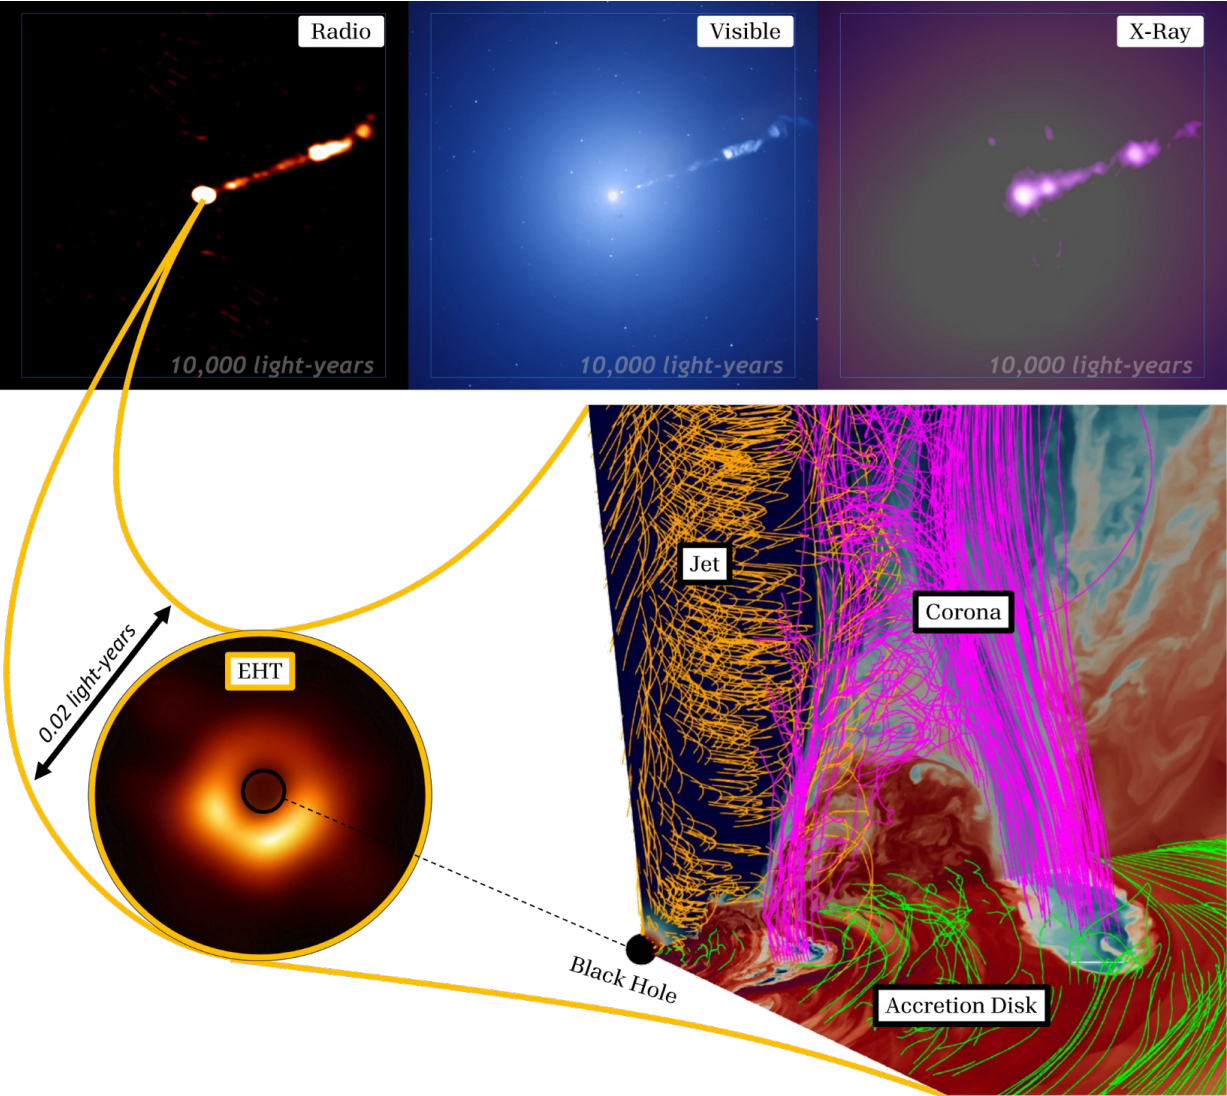 Radio
Visible
X-Ray
10,000 light-years
10,000 light-years
10,000 light-years
Jet
Corona
0.02 light-years
EHT
Black Hole
Accretion Disk